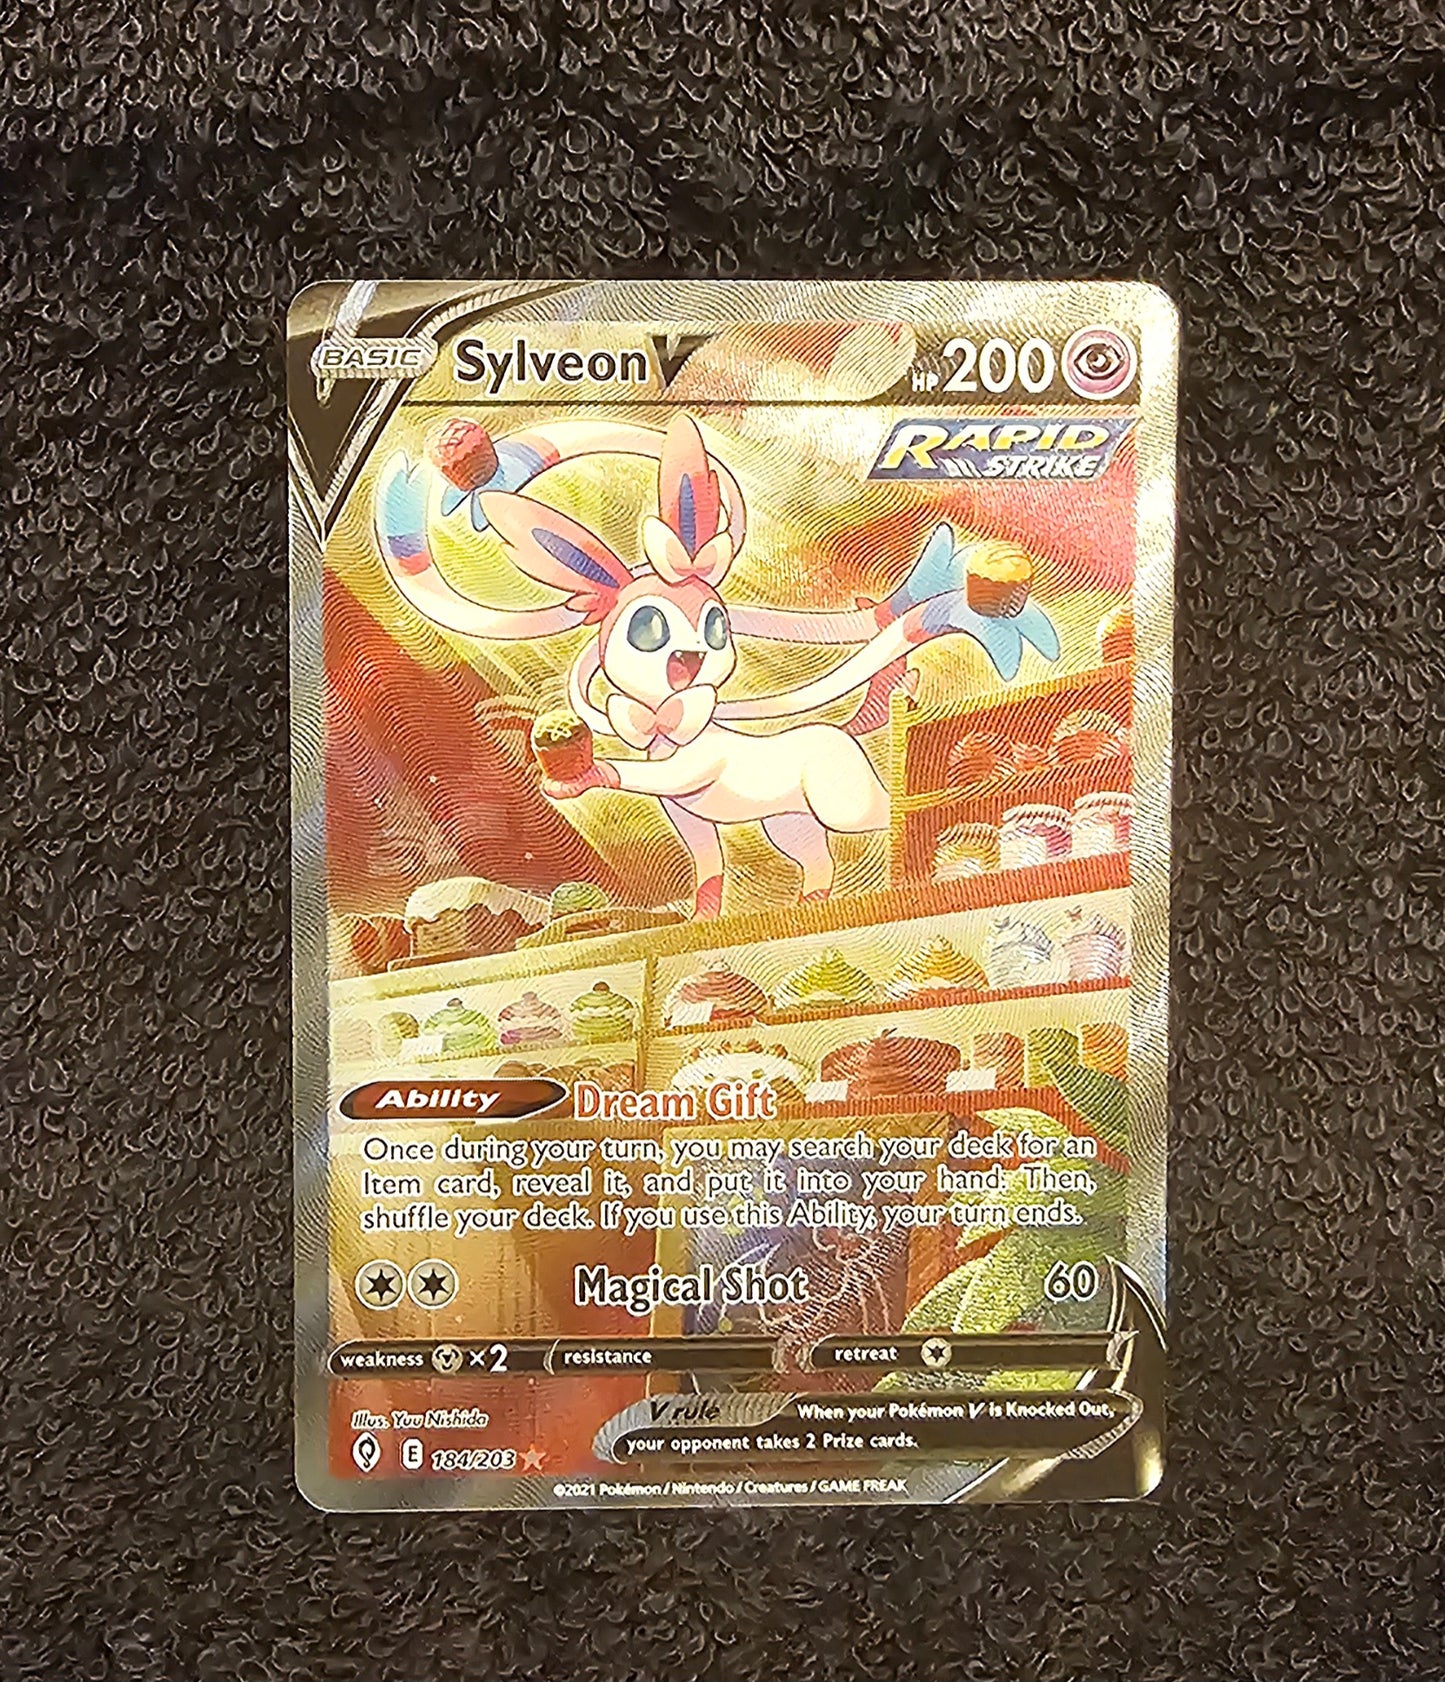 BASIC Sylveon V HP 200
RAPID
STRIKE
Ability Dream Gift
Once during your turn, you may search your deck for an
Item card, reveal it, and put it into your hand. Then,
shuffle your deck. If you use this Ability, your turn ends.
Magical Shot 60
weakness ×2 resistance retreat
Illus. Yuu Nishida
V rule When your Pokémon V is Knocked Out,
your opponent takes 2 Prize cards.
E 184/203
©2021 Pokémon / Nintendo / Creatures / GAME FREAK